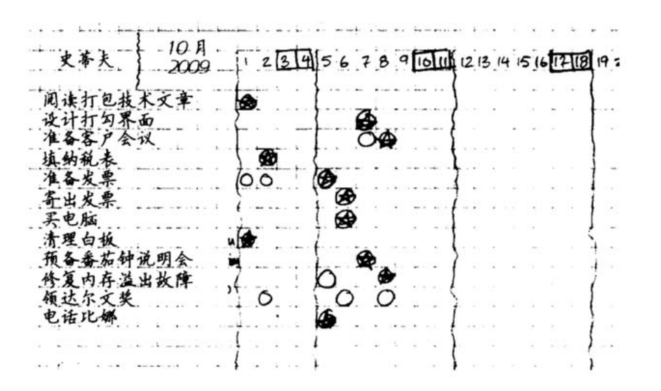 史蒂夫
10月
2009
1 2 3 4 5 6 7 8 9 10 11 12 13 14 15 16 17 18 19
阅读打包技术文章
设计打勾界面
准备客户会议
填纳税表
准备发票
寄出发票
买电脑
清理白板
预备番茄钟说明会
修复内存溢出故障
领达尔文奖
电话比娜